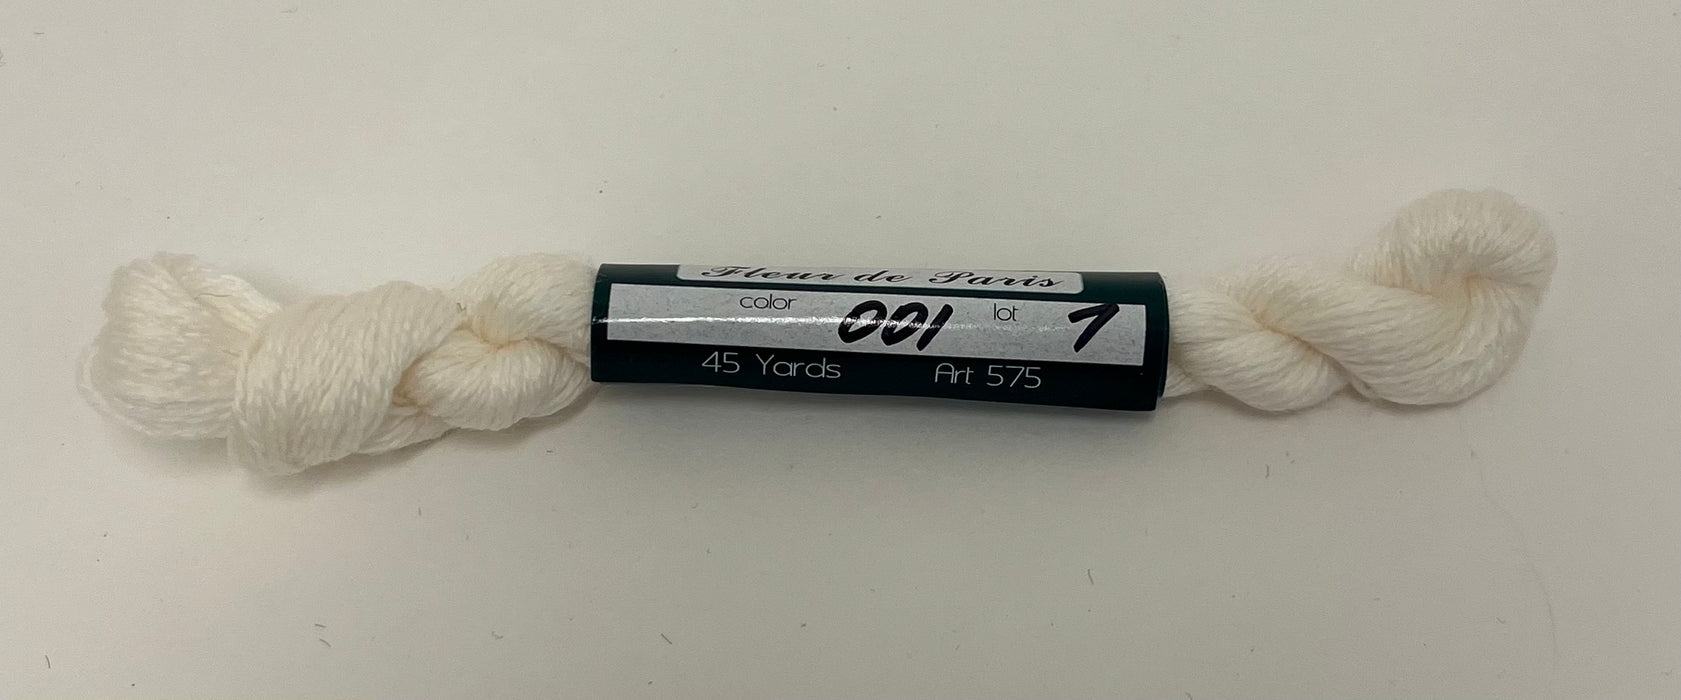 Fleur de Paris
color 001 lot 1
45 Yards Art 575